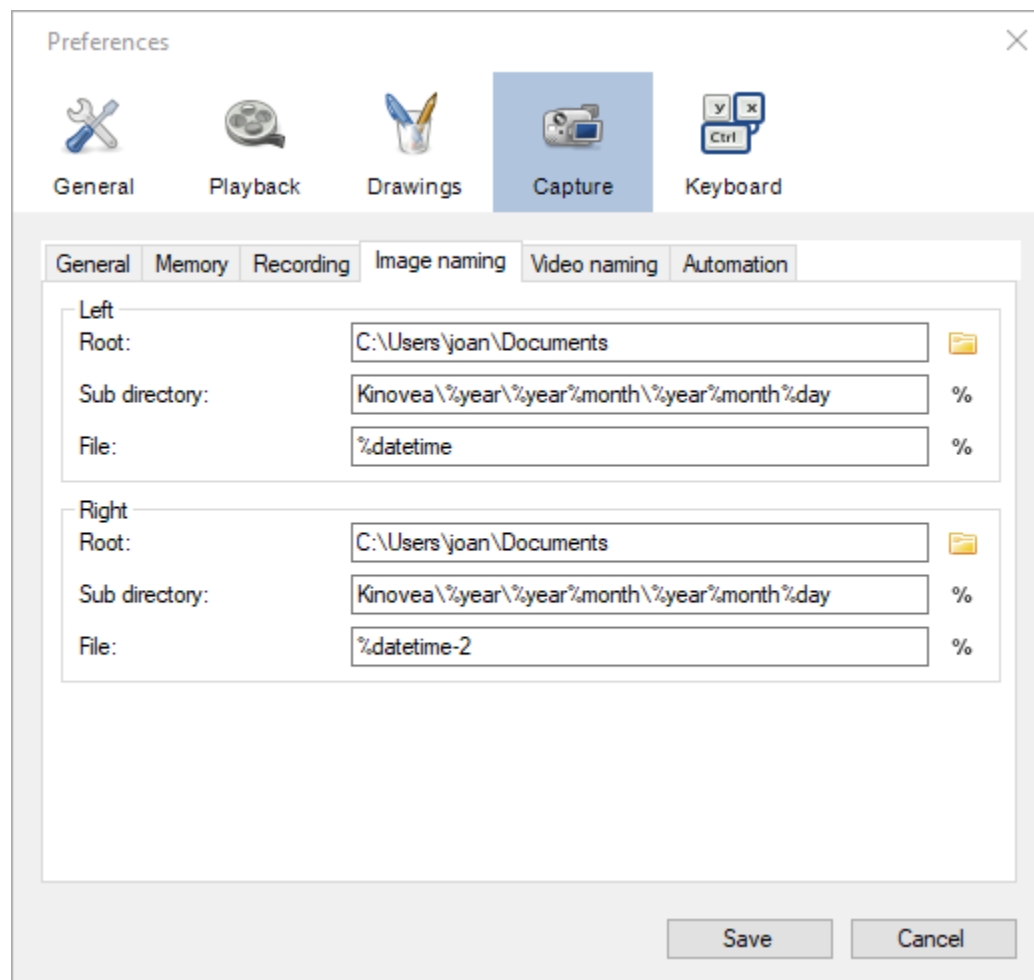 Preferences
y x
Ctrl
General Playback Drawings Capture Keyboard
General Memory Recording Image naming Video naming Automation
Left
Root: C:\Users\joan\Documents
Sub directory: Kinovea\%year\%year%month\%year%month%day %
File: %datetime %
Right
Root: C:\Users\joan\Documents
Sub directory: Kinovea\%year\%year%month\%year%month%day %
File: %datetime-2 %
Save Cancel